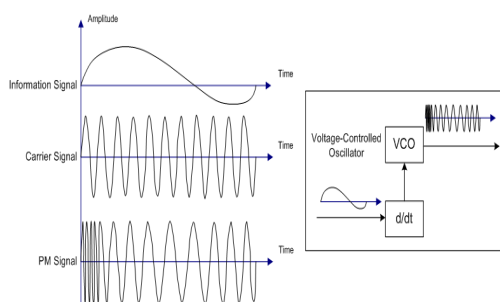 Amplitude
Information Signal
Time
Carrier Signal
Time
PM Signal
Time
Voltage-Controlled
Oscillator
VCO
d/dt